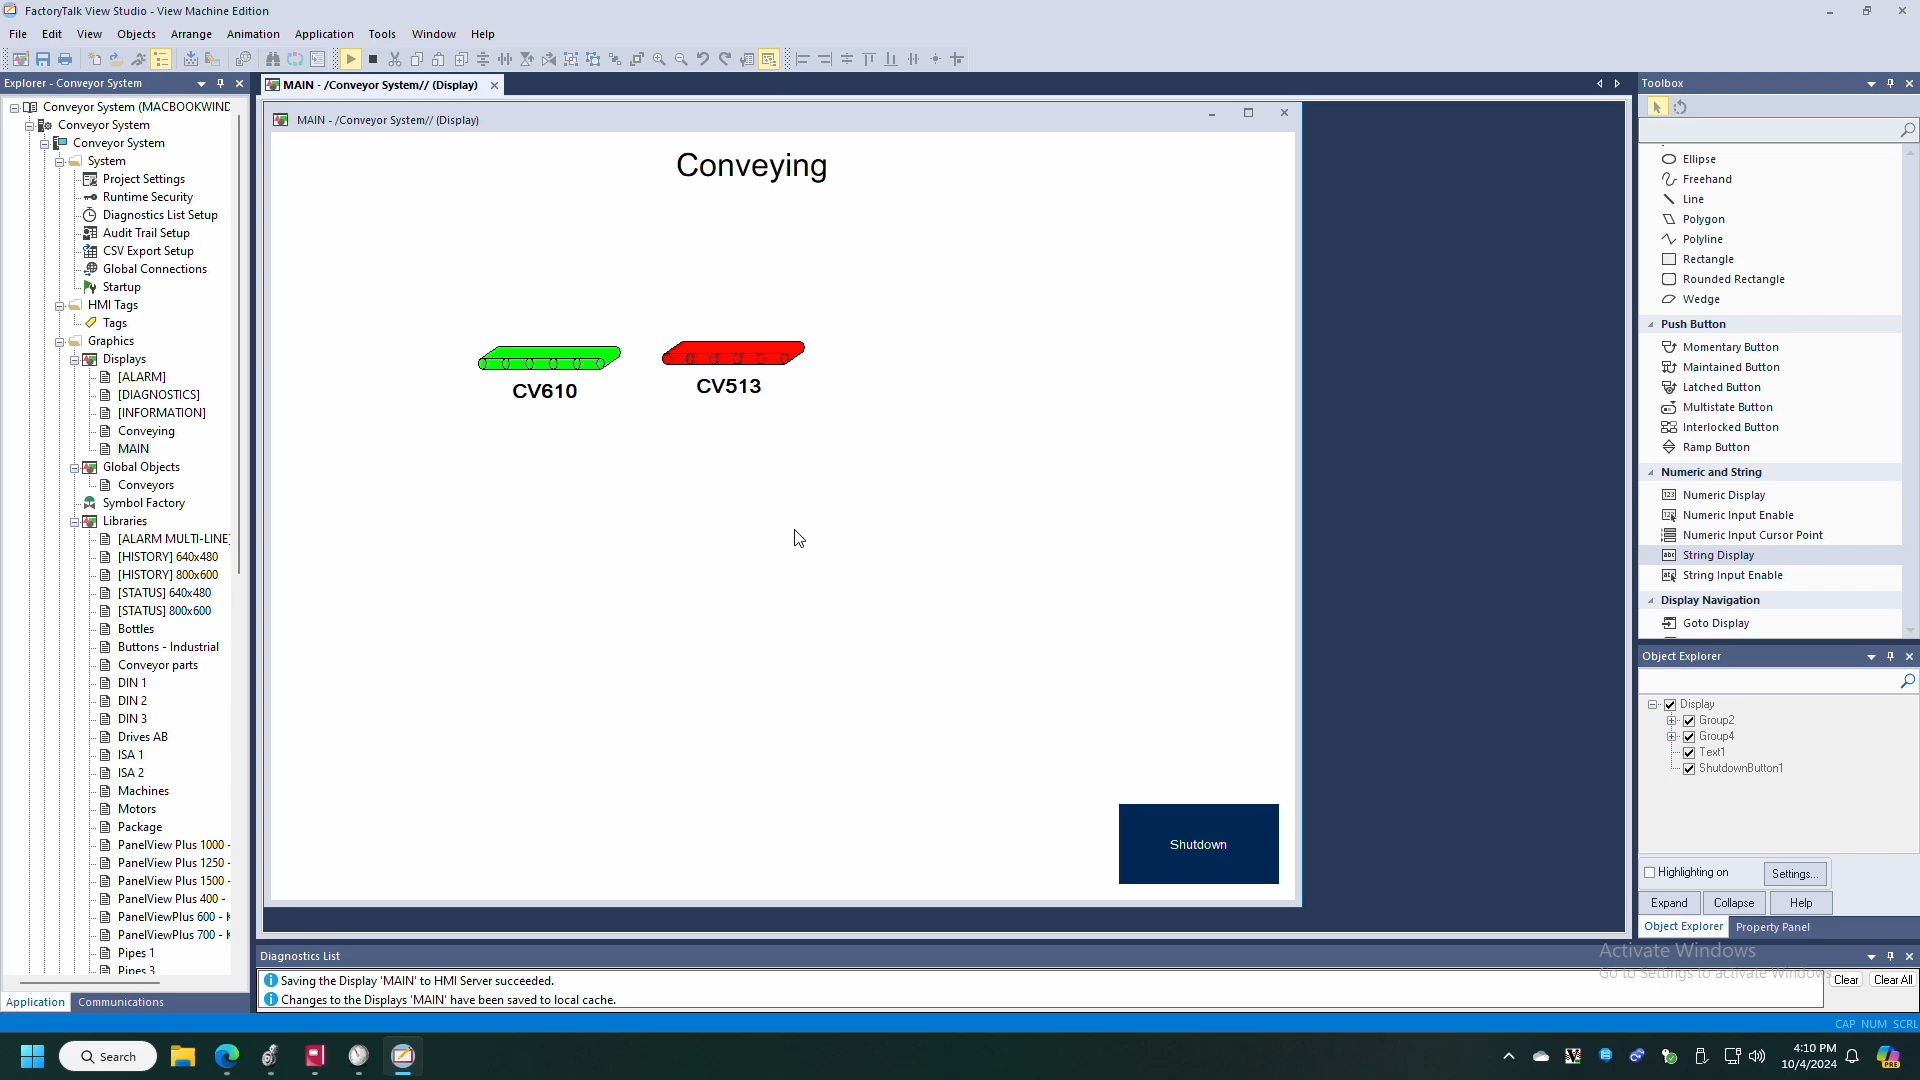 FactoryTalk View Studio - View Machine Edition
File Edit View Objects Arrange Animation Application Tools Window Help
Explorer - Conveyor System
Conveyor System (MACBOOKWIND
Conveyor System
Conveyor System
System
Project Settings
Runtime Security
Diagnostics List Setup
Audit Trail Setup
CSV Export Setup
Global Connections
Startup
HMI Tags
Tags
Graphics
Displays
[ALARM]
[DIAGNOSTICS]
[INFORMATION]
Conveying
MAIN
Global Objects
Conveyors
Symbol Factory
Libraries
[ALARM MULTI-LINE]
[HISTORY] 640x480
[HISTORY] 800x600
[STATUS] 640x480
[STATUS] 800x600
Bottles
Buttons - Industrial
Conveyor parts
DIN 1
DIN 2
DIN 3
Drives AB
ISA 1
ISA 2
Machines
Motors
Package
PanelView Plus 1000 -
PanelView Plus 1250 -
PanelView Plus 1500 -
PanelView Plus 400 -
PanelViewPlus 600 - K
PanelViewPlus 700 - K
Pipes 1
Pipes 3
Application Communications
MAIN - /Conveyor System// (Display)
MAIN - /Conveyor System// (Display)
Conveying
CV610
CV513
Shutdown
Diagnostics List
Saving the Display 'MAIN' to HMI Server succeeded.
Changes to the Displays 'MAIN' have been saved to local cache.
Clear Clear All
Toolbox
Ellipse
Freehand
Line
Polygon
Polyline
Rectangle
Rounded Rectangle
Wedge
Push Button
Momentary Button
Maintained Button
Latched Button
Multistate Button
Interlocked Button
Ramp Button
Numeric and String
Numeric Display
Numeric Input Enable
Numeric Input Cursor Point
String Display
String Input Enable
Display Navigation
Goto Display
Object Explorer
Display
Group2
Group4
Text1
ShutdownButton1
Highlighting on Settings...
Expand Collapse Help
Object Explorer Property Panel
Activate Windows
Go to Settings to activate Windows.
CAP NUM SCRL
Search
4:10 PM
10/4/2024